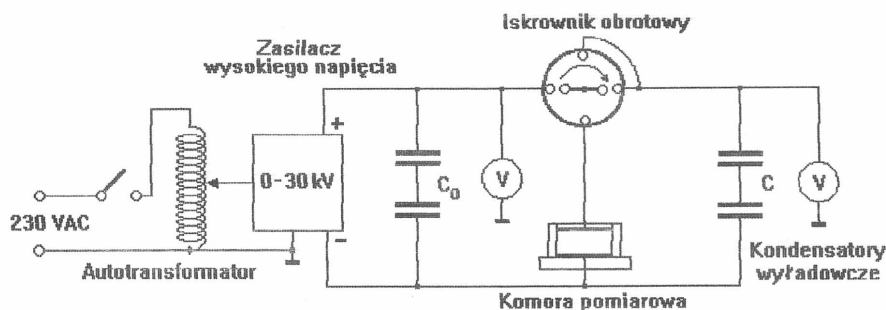 Iskrownik obrotowy
Zasilacz
wysokiego napięcia
+
0-30 kV
C₀
V
C
V
230 VAC
-
Autotransformator
Komora pomiarowa
Kondensatory
wyładowcze